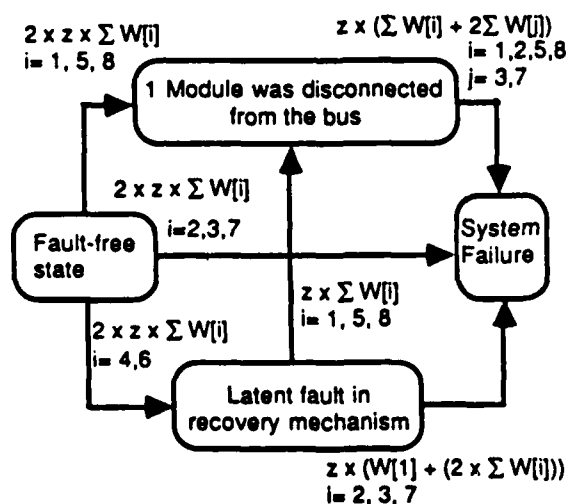 2 x z x ∑ W[i]
i= 1, 5, 8
z x (∑ W[i] + 2∑ W[j])
i= 1,2,5,8
j= 3,7
1 Module was disconnected
from the bus
2 x z x ∑ W[i]
i=2,3,7
Fault-free
state
System
Failure
z x ∑ W[i]
i= 1, 5, 8
2 x z x ∑ W[i]
i= 4,6
Latent fault in
recovery mechanism
z x (W[1] + (2 x ∑ W[i]))
i= 2, 3, 7